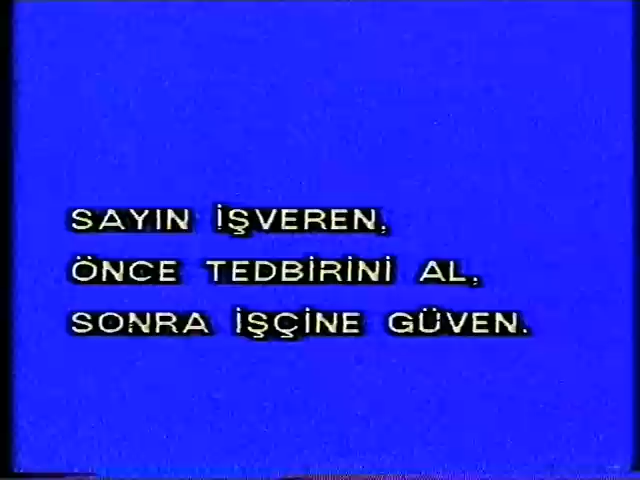 SAYIN İŞVEREN,
ÖNCE TEDBİRİNİ AL,
SONRA İŞÇİNE GÜVEN.